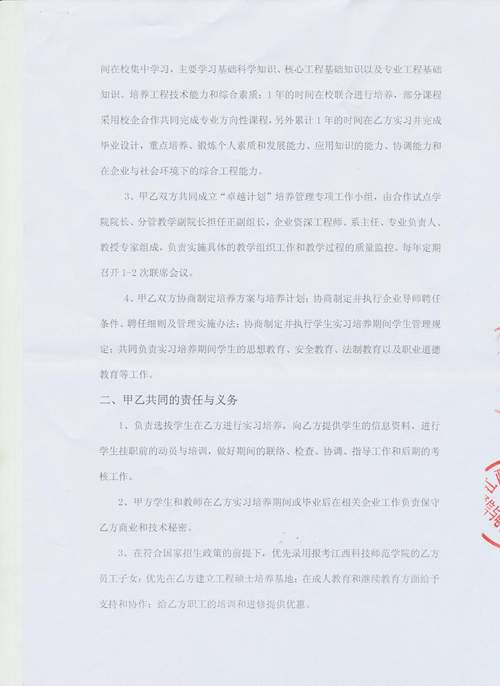 间在校集中学习，主要学习基础科学知识、核心工程基础知识以及专业工程基础
知识、培养工程技术能力和综合素质；1 年的时间在校联合进行培养，部分课程
采用校企合作共同完成专业方向性课程，另外累计 1 年的时间在乙方实习并完成
毕业设计，重点培养、锻炼个人素质和发展能力、应用知识的能力、协调能力和
在企业与社会环境下的综合工程能力。
3、甲乙双方共同成立“卓越计划”培养管理专项工作小组，由合作试点学
院院长、分管教学副院长担任正副组长，企业资深工程师、系主任、专业负责人、
教授专家组成，负责实施具体的教学组织工作和教学过程的质量监控。每年定期
召开 1-2 次联席会议。
4、甲乙双方协商制定培养方案与培养计划；协商制定并执行企业导师聘任
条件、聘任细则及管理实施办法；协商制定并执行学生实习培养期间学生管理规
定；共同负责实习培养期间学生的思想教育、安全教育、法制教育以及职业道德
教育等工作。
二、甲乙共同的责任与义务
1、负责选拔学生在乙方进行实习培养，向乙方提供学生的信息资料，进行
学生挂职前的动员与培训，做好期间的联络、检查、协调、指导工作和后期的考
核工作。
2、甲方学生和教师在乙方实习培养期间或毕业后在相关企业工作负责保守
乙方商业和技术秘密。
3、在符合国家招生政策的前提下，优先录用报考江西科技师范学院的乙方
员工子女；优先在乙方建立工程硕士培养基地；在成人教育和继续教育方面给予
支持和协作；给乙方职工的培训和进修提供优惠。